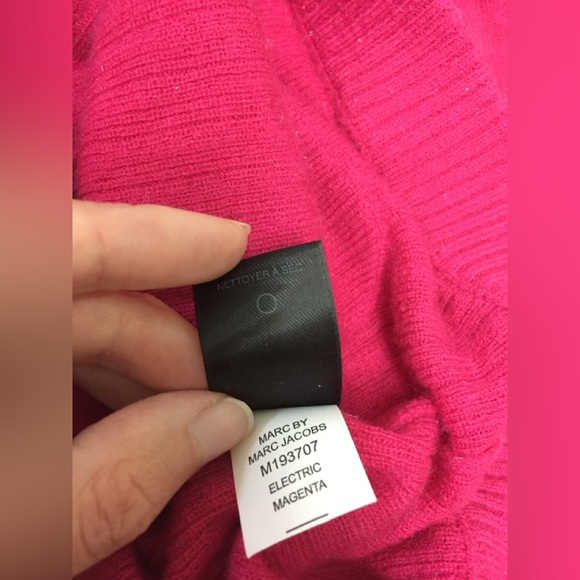 NETTOYER À SEC
MARC BY
MARC JACOBS
M193707
ELECTRIC
MAGENTA